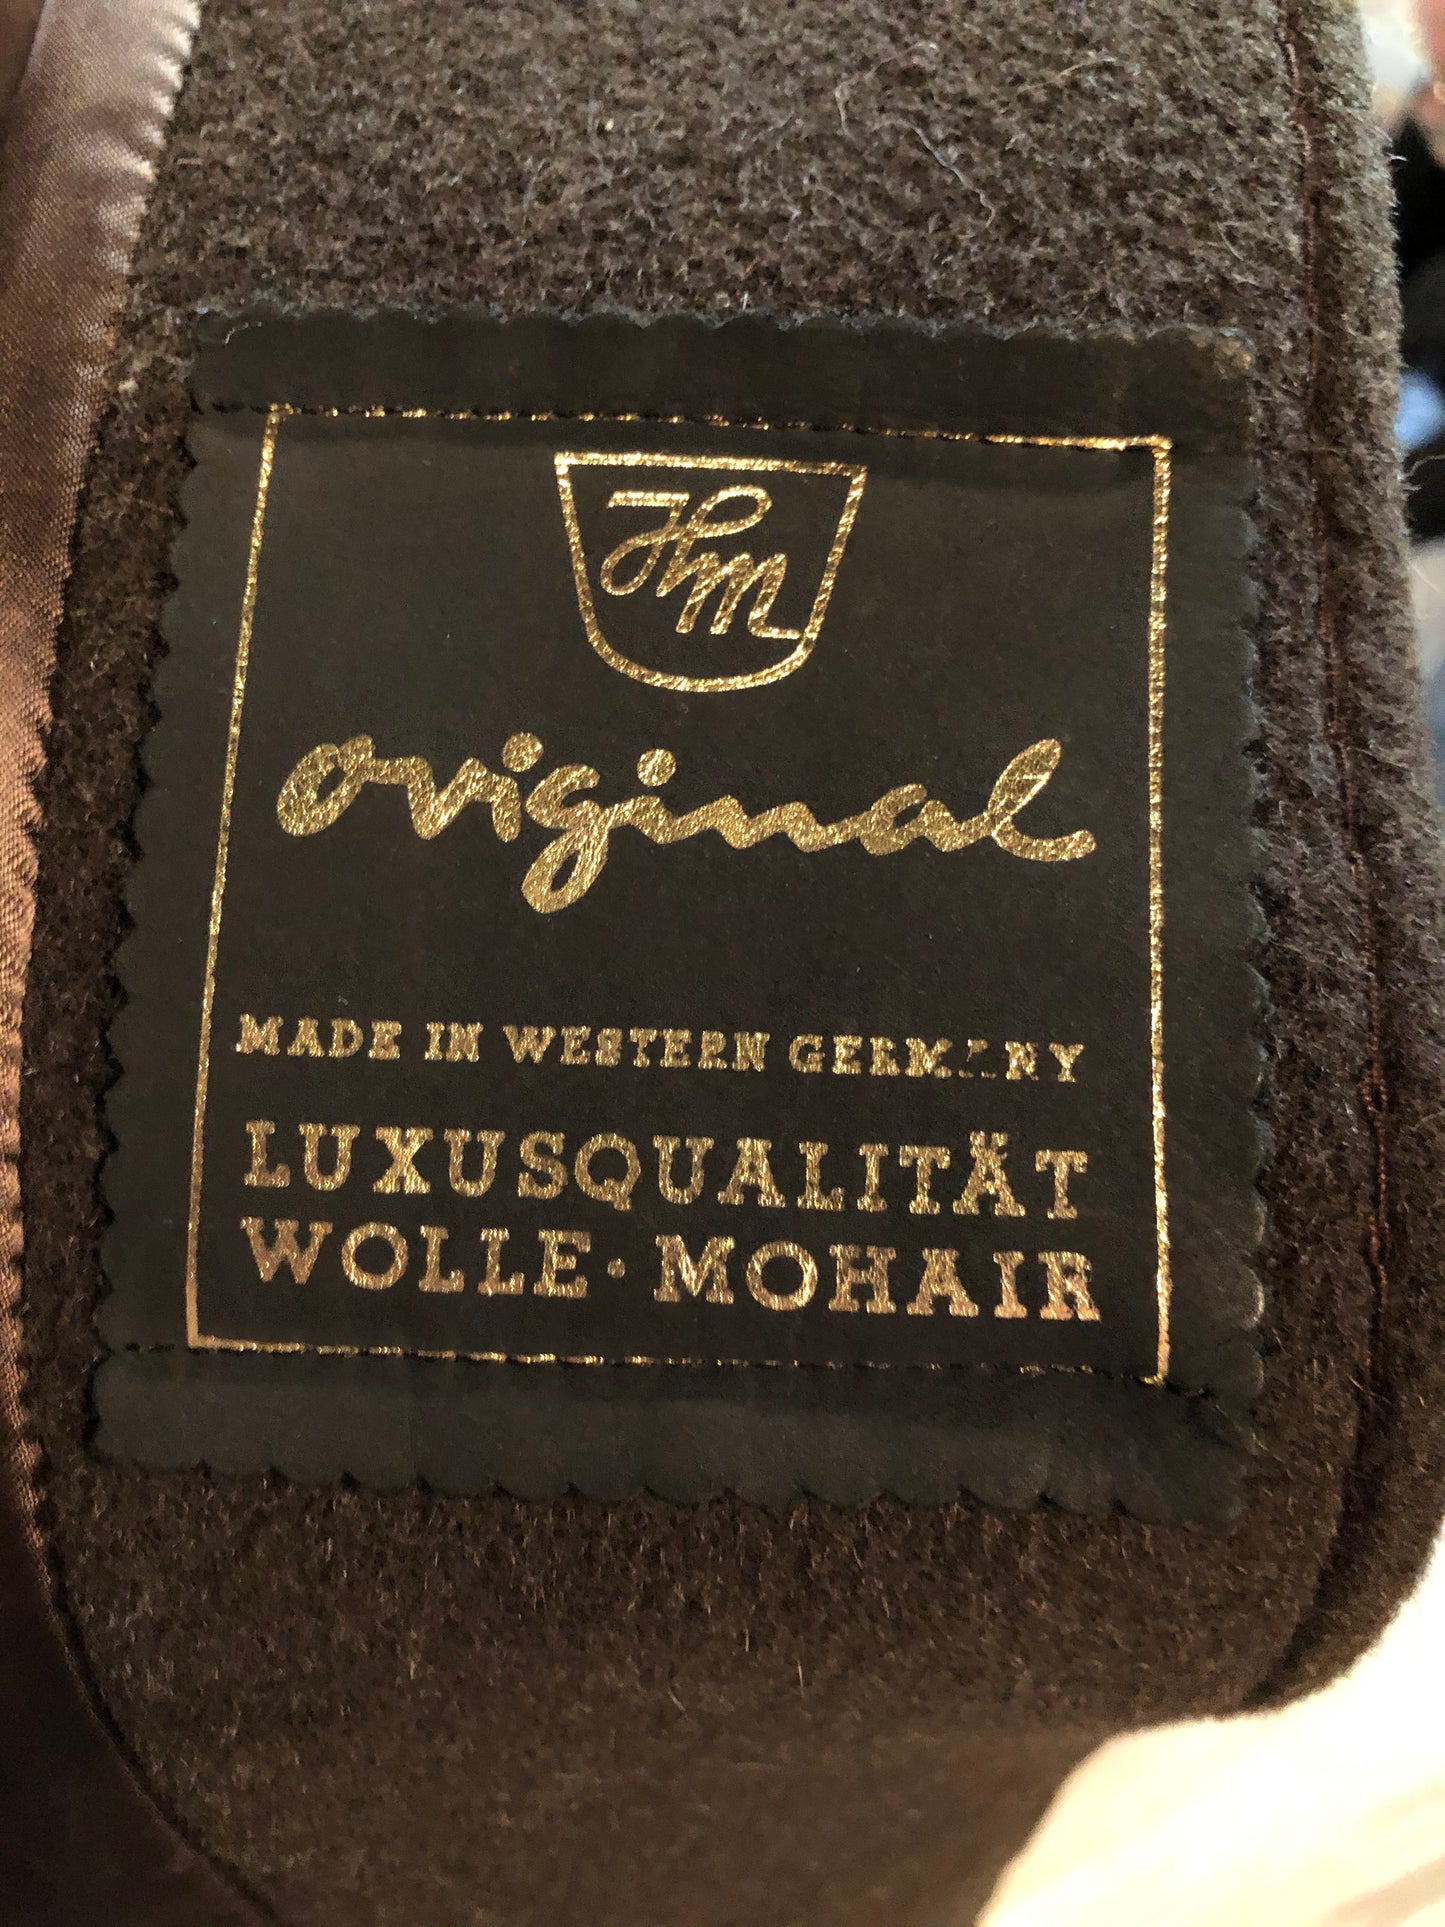 Hm
original
MADE IN WESTERN GERMANY
LUXUSQUALITÄT
WOLLE · MOHAIR